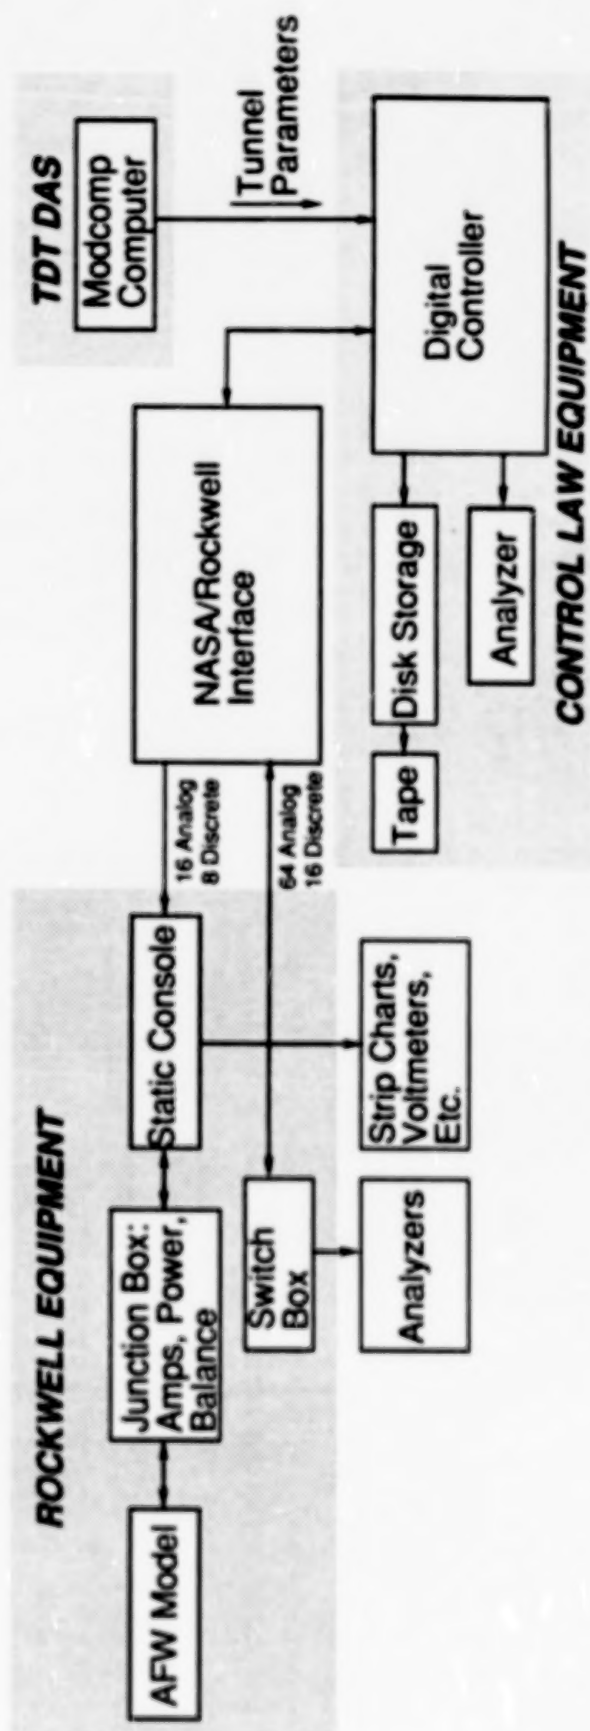 ROCKWELL EQUIPMENT
AFW Model
Junction Box:
Amps, Power,
Balance
Static Console
16 Analog
8 Discrete
NASA/Rockwell
Interface
TDT DAS
Modcomp
Computer
Tunnel
Parameters
Switch
Box
64 Analog
16 Discrete
Analyzers
Strip Charts,
Voltmeters,
Etc.
Tape
Disk Storage
Analyzer
Digital
Controller
CONTROL LAW EQUIPMENT